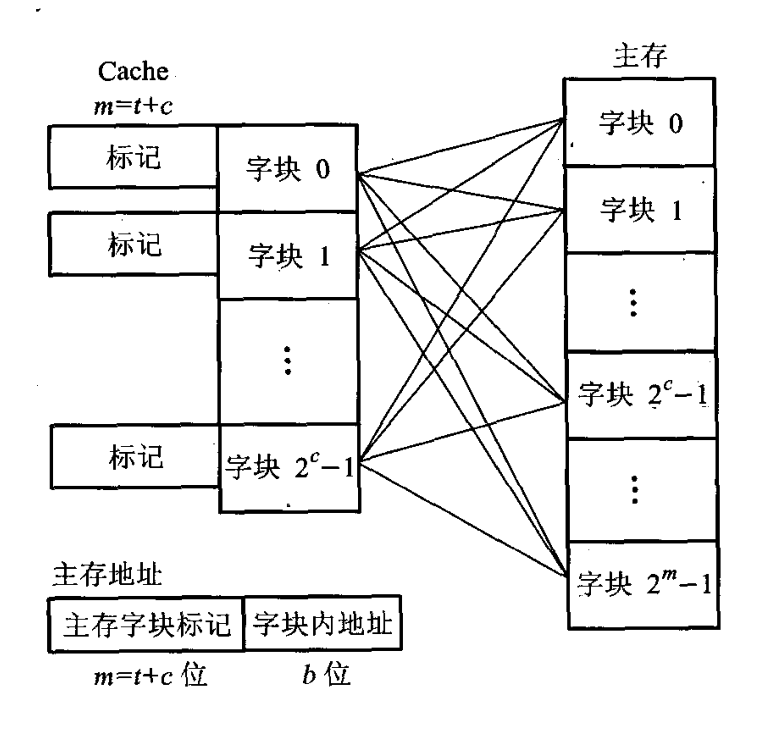 Cache
m=t+c
标记
字块 0
标记
字块 1
⋮
标记
字块 2^c−1
主存
字块 0
字块 1
⋮
字块 2^c−1
⋮
字块 2^m−1
主存地址
主存字块标记 字块内地址
m=t+c 位 b 位